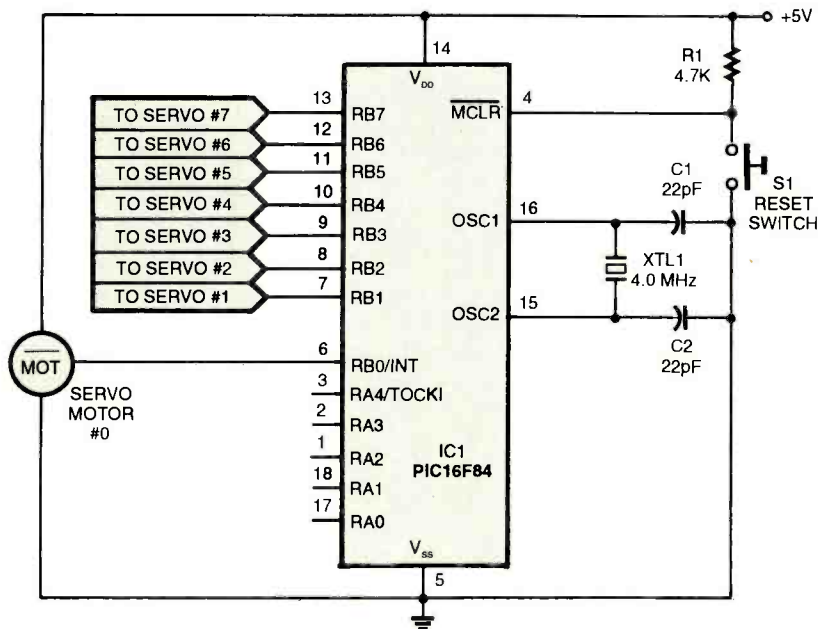 +5V
14
R1
4.7K
V_DD
13
TO SERVO #7
RB7
MCLR
4
12
TO SERVO #6
RB6
11
TO SERVO #5
RB5
10
TO SERVO #4
RB4
9
TO SERVO #3
RB3
8
TO SERVO #2
RB2
7
TO SERVO #1
RB1
C1
22pF
S1
RESET
SWITCH
OSC1
16
XTL1
4.0 MHz
OSC2
15
C2
22pF
MOT
SERVO
MOTOR
#0
6
RB0/INT
3
RA4/TOCKI
2
RA3
1
RA2
18
RA1
17
RA0
IC1
PIC16F84
V_SS
5